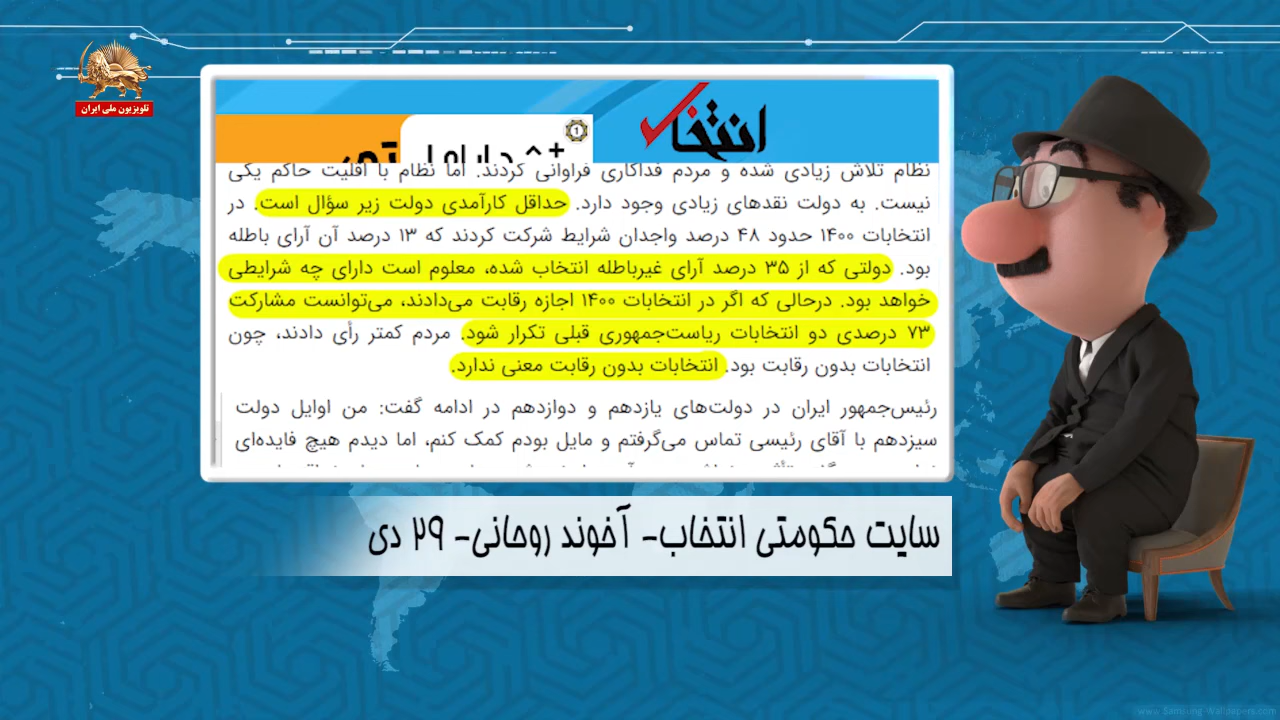 تلویزیون ملی ایران
انتخاب
نظام تلاش زیادی شده و مردم فداکاری فراوانی کردند. اما نظام با اقلیت حاکم یکی
نیست. به دولت نقدهای زیادی وجود دارد. حداقل کارآمدی دولت زیر سؤال است. در
انتخابات ۱۴۰۰ حدود ۴۸ درصد واجدان شرایط شرکت کردند که ۱۳ درصد آن آرای باطله
بود. دولتی که از ۳۵ درصد آرای غیرباطله انتخاب شده، معلوم است دارای چه شرایطی
خواهد بود. درحالی که اگر در انتخابات ۱۴۰۰ اجازه رقابت می‌دادند، می‌توانست مشارکت
۷۳ درصدی دو انتخابات ریاست‌جمهوری قبلی تکرار شود. مردم کمتر رأی دادند، چون
انتخابات بدون رقابت بود. انتخابات بدون رقابت معنی ندارد.
رئیس‌جمهور ایران در دولت‌های یازدهم و دوازدهم در ادامه گفت: من اوایل دولت
سیزدهم با آقای رئیسی تماس می‌گرفتم و مایل بودم کمک کنم، اما دیدم هیچ فایده‌ای
سایت حکومتی انتخاب- آخوند روحانی- ۲۹ دی
www.Samsung-Wallpapers.com